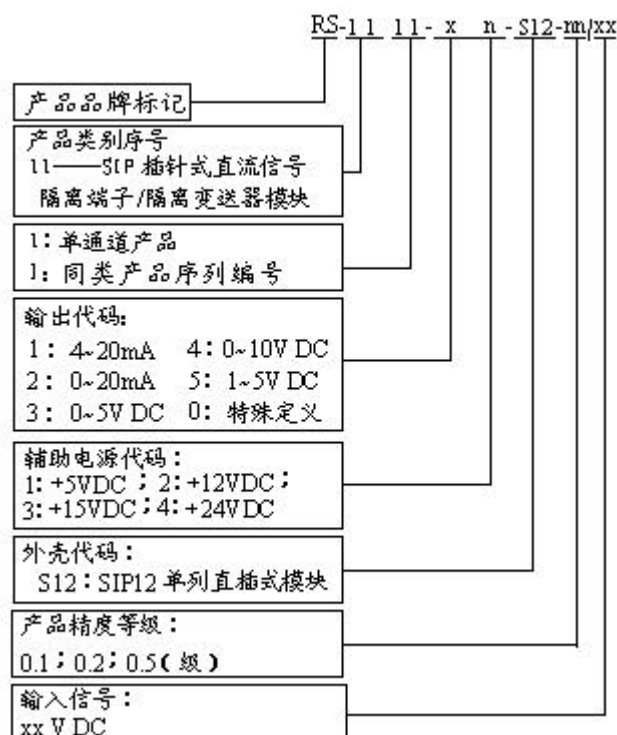 RS-11 11- x n -S12-nn/xx
产品品牌标记
产品类别序号
11——SIP 插针式直流信号
隔离端子/隔离变送器模块
1：单通道产品
1：同类产品序列编号
输出代码：
1：4~20mA 4：0~10V DC
2：0~20mA 5：1~5V DC
3：0~5V DC 0：特殊定义
辅助电源代码：
1：+5VDC；2：+12VDC；
3：+15VDC；4：+24VDC
外壳代码：
S12：SIP12 单列直插式模块
产品精度等级：
0.1；0.2；0.5（级）
输入信号：
xx V DC